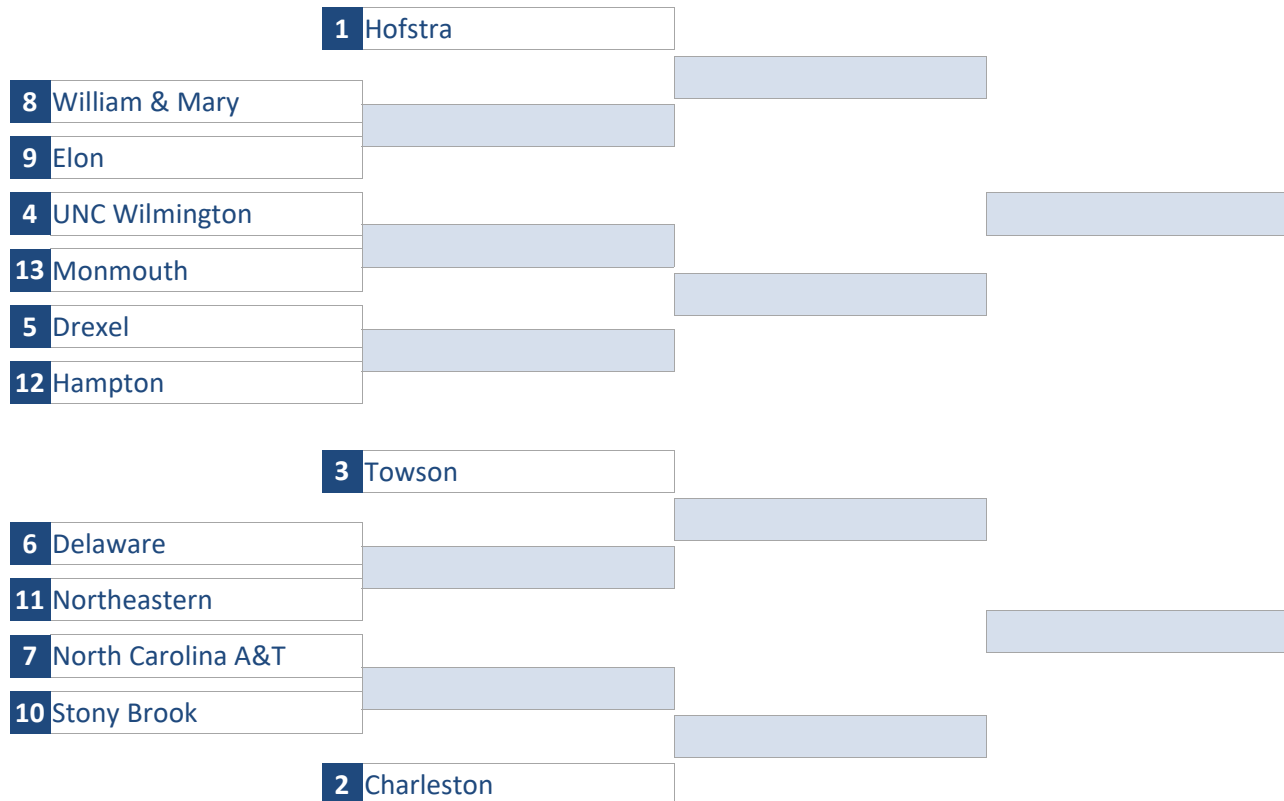 1 Hofstra
8 William & Mary
9 Elon
4 UNC Wilmington
13 Monmouth
5 Drexel
12 Hampton
3 Towson
6 Delaware
11 Northeastern
7 North Carolina A&T
10 Stony Brook
2 Charleston